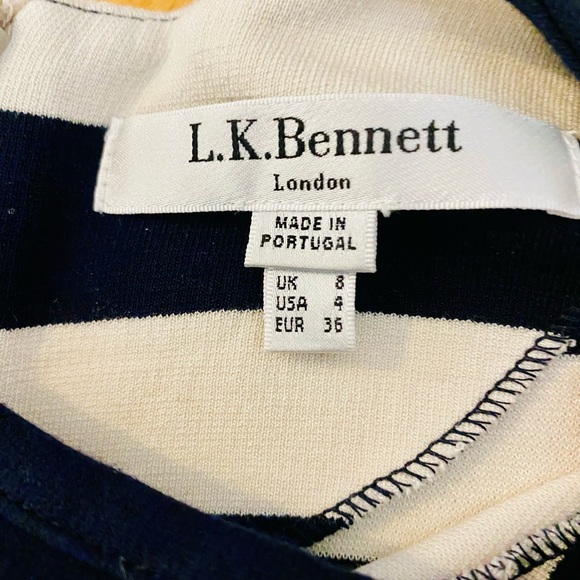 L.K.Bennett
London
MADE IN
PORTUGAL
UK 8
USA 4
EUR 36